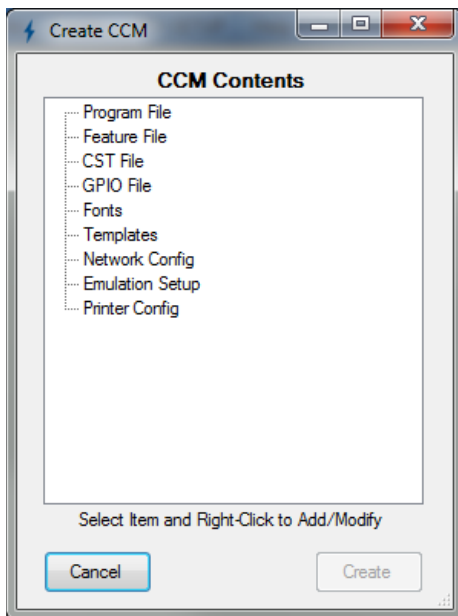 Create CCM
CCM Contents
Program File
Feature File
CST File
GPIO File
Fonts
Templates
Network Config
Emulation Setup
Printer Config
Select Item and Right-Click to Add/Modify
Cancel
Create